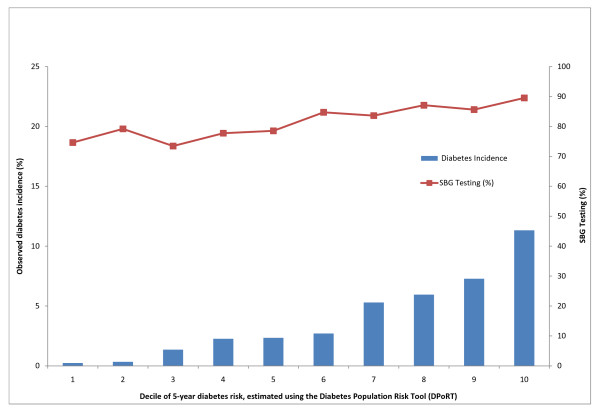 25
20
15
10
5
0
Observed diabetes incidence (%)
100
90
80
70
60
50
40
30
20
10
0
SBG Testing (%)
Diabetes Incidence
SBG Testing (%)
1 2 3 4 5 6 7 8 9 10
Decile of 5-year diabetes risk, estimated using the Diabetes Population Risk Tool (DPoRT)